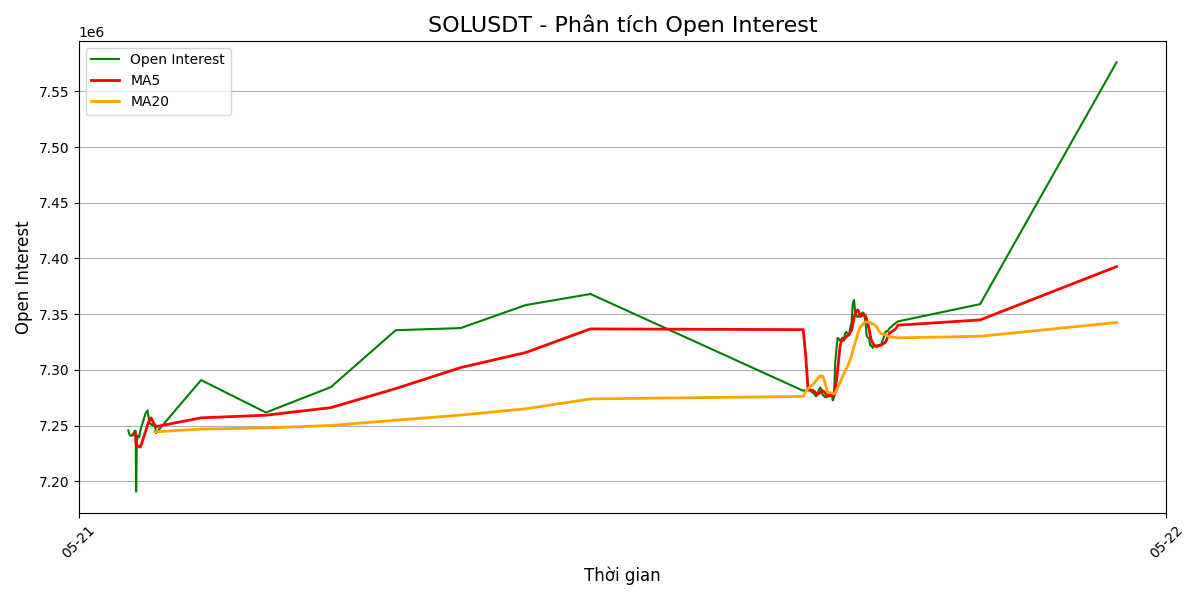 SOLUSDT - Phân tích Open Interest
1e6
Open Interest
MA5
MA20
7.55
7.50
7.45
7.40
7.35
7.30
7.25
7.20
Open Interest
05-21
05-22
Thời gian